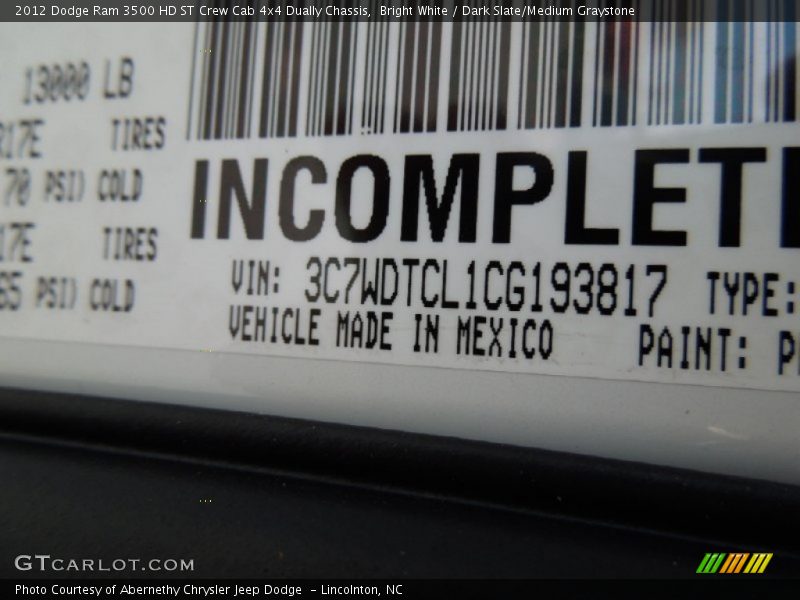 2012 Dodge Ram 3500 HD ST Crew Cab 4x4 Dually Chassis, Bright White / Dark Slate/Medium Graystone
13000 LB
TIRES
70 PSI) COLD
TIRES
65 PSI) COLD
INCOMPLET
VIN: 3C7WDTCL1CG193817 TYPE:
VEHICLE MADE IN MEXICO PAINT:
GTCARLOT.COM
Photo Courtesy of Abernethy Chrysler Jeep Dodge - Lincolnton, NC